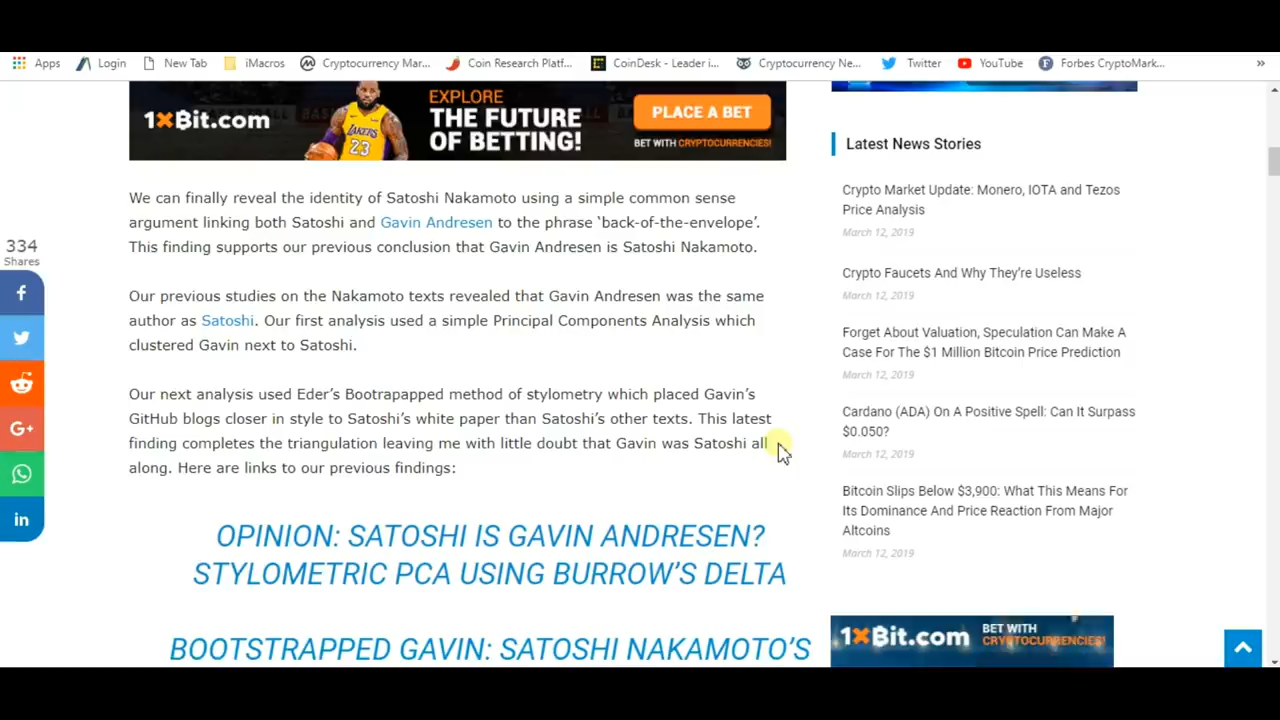 Apps
Login
New Tab
iMacros
Cryptocurrency Mar...
Coin Research Platf...
CoinDesk - Leader i...
Cryptocurrency Ne...
Twitter
YouTube
Forbes CryptoMark...
»
1xBit.com
LAKERS
23
EXPLORE
THE FUTURE
OF BETTING!
PLACE A BET
BET WITH CRYPTOCURRENCIES!
334
Shares
We can finally reveal the identity of Satoshi Nakamoto using a simple common sense
argument linking both Satoshi and Gavin Andresen to the phrase ‘back-of-the-envelope’.
This finding supports our previous conclusion that Gavin Andresen is Satoshi Nakamoto.
Our previous studies on the Nakamoto texts revealed that Gavin Andresen was the same
author as Satoshi. Our first analysis used a simple Principal Components Analysis which
clustered Gavin next to Satoshi.
Our next analysis used Eder’s Bootrapapped method of stylometry which placed Gavin’s
GitHub blogs closer in style to Satoshi’s white paper than Satoshi’s other texts. This latest
finding completes the triangulation leaving me with little doubt that Gavin was Satoshi all
along. Here are links to our previous findings:
OPINION: SATOSHI IS GAVIN ANDRESEN?
STYLOMETRIC PCA USING BURROW’S DELTA
BOOTSTRAPPED GAVIN: SATOSHI NAKAMOTO’S
Latest News Stories
Crypto Market Update: Monero, IOTA and Tezos
Price Analysis
March 12, 2019
Crypto Faucets And Why They’re Useless
March 12, 2019
Forget About Valuation, Speculation Can Make A
Case For The $1 Million Bitcoin Price Prediction
March 12, 2019
Cardano (ADA) On A Positive Spell: Can It Surpass
$0.050?
March 12, 2019
Bitcoin Slips Below $3,900: What This Means For
Its Dominance And Price Reaction From Major
Altcoins
March 12, 2019
1xBit.com
BET WITH
CRYPTOCURRENCIES!